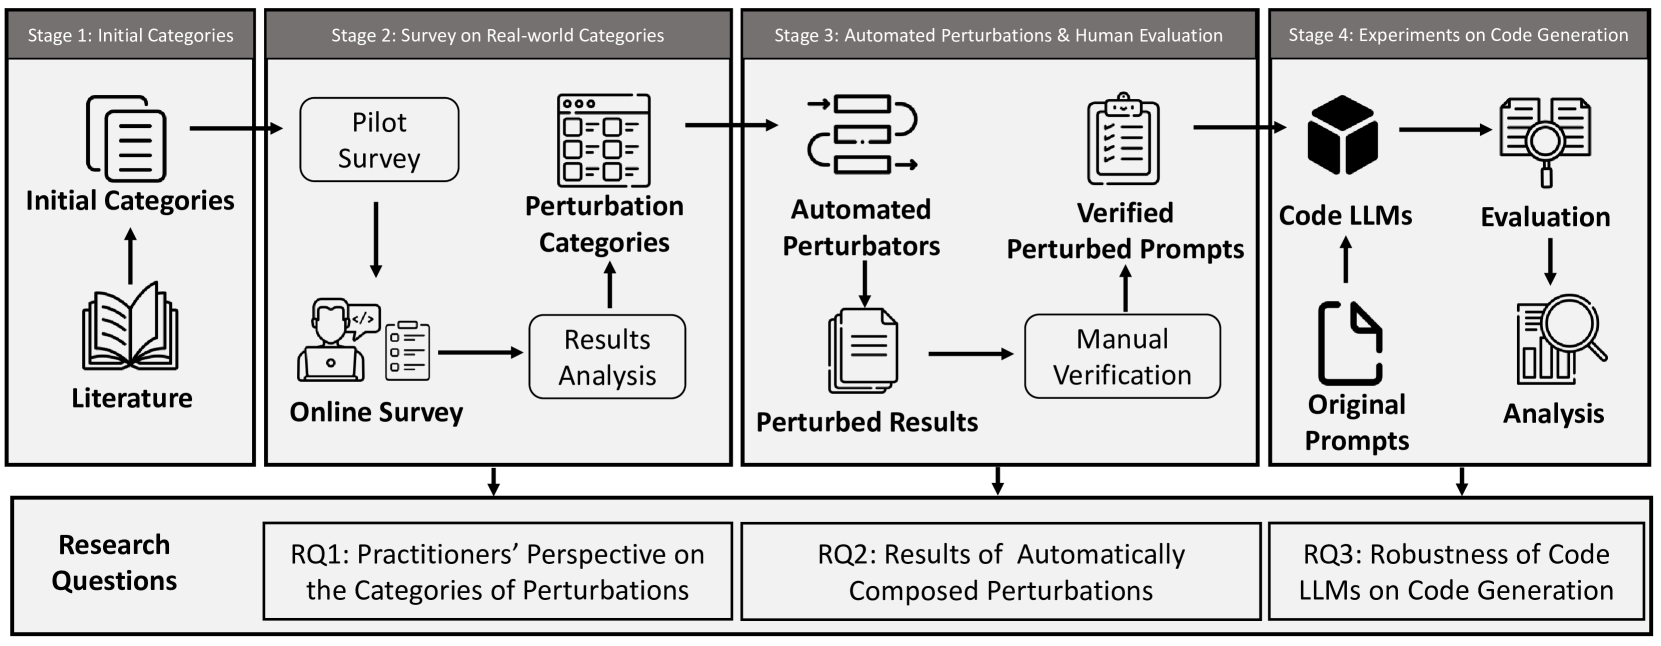 Stage 1: Initial Categories
Initial Categories
Literature
Stage 2: Survey on Real-world Categories
Pilot
Survey
Online Survey
</>
Results
Analysis
Perturbation
Categories
Stage 3: Automated Perturbations & Human Evaluation
Automated
Perturbators
Perturbed Results
Manual
Verification
Verified
Perturbed Prompts
Stage 4: Experiments on Code Generation
Code LLMs
Original
Prompts
Evaluation
Analysis
Research
Questions
RQ1: Practitioners’ Perspective on
the Categories of Perturbations
RQ2: Results of Automatically
Composed Perturbations
RQ3: Robustness of Code
LLMs on Code Generation